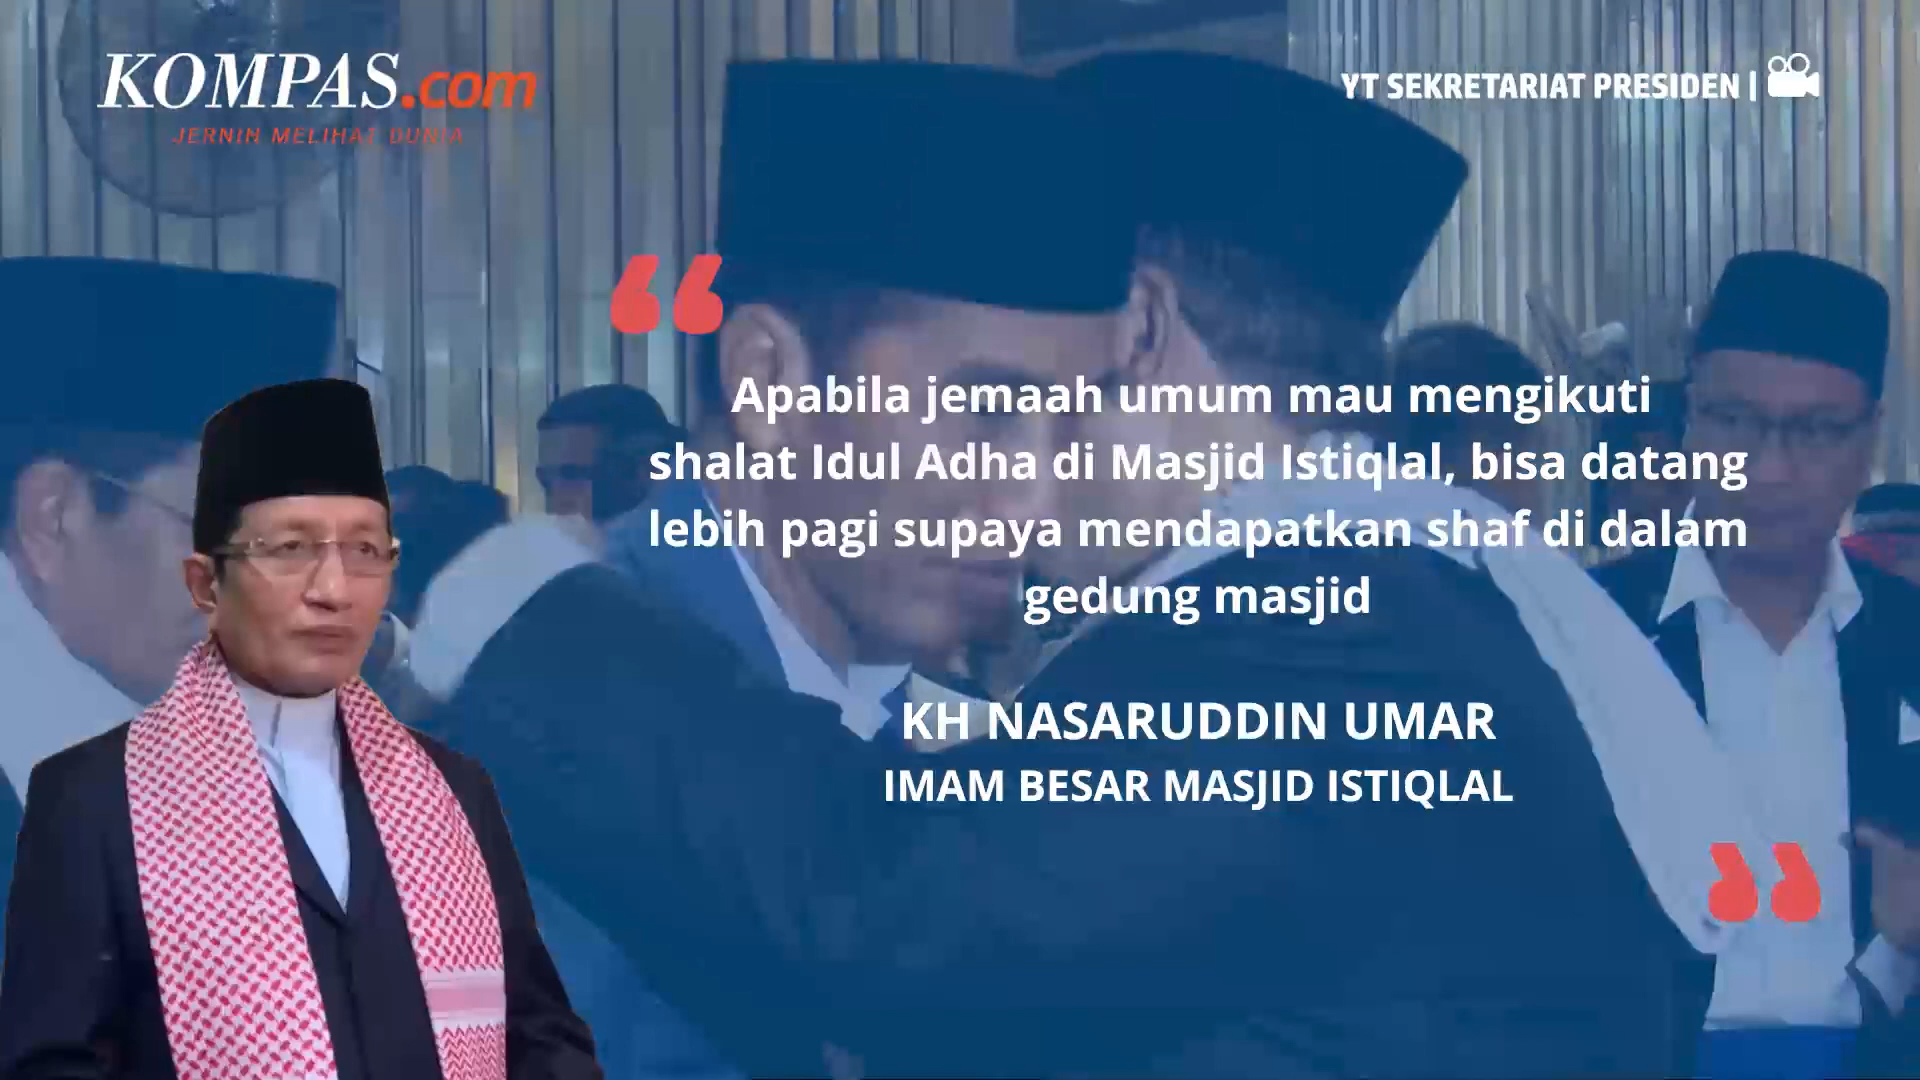 KOMPAS.com
JERNIH MELIHAT DUNIA
YT SEKRETARIAT PRESIDEN |
Apabila jemaah umum mau mengikuti
shalat Idul Adha di Masjid Istiqlal, bisa datang
lebih pagi supaya mendapatkan shaf di dalam
gedung masjid
KH NASARUDDIN UMAR
IMAM BESAR MASJID ISTIQLAL